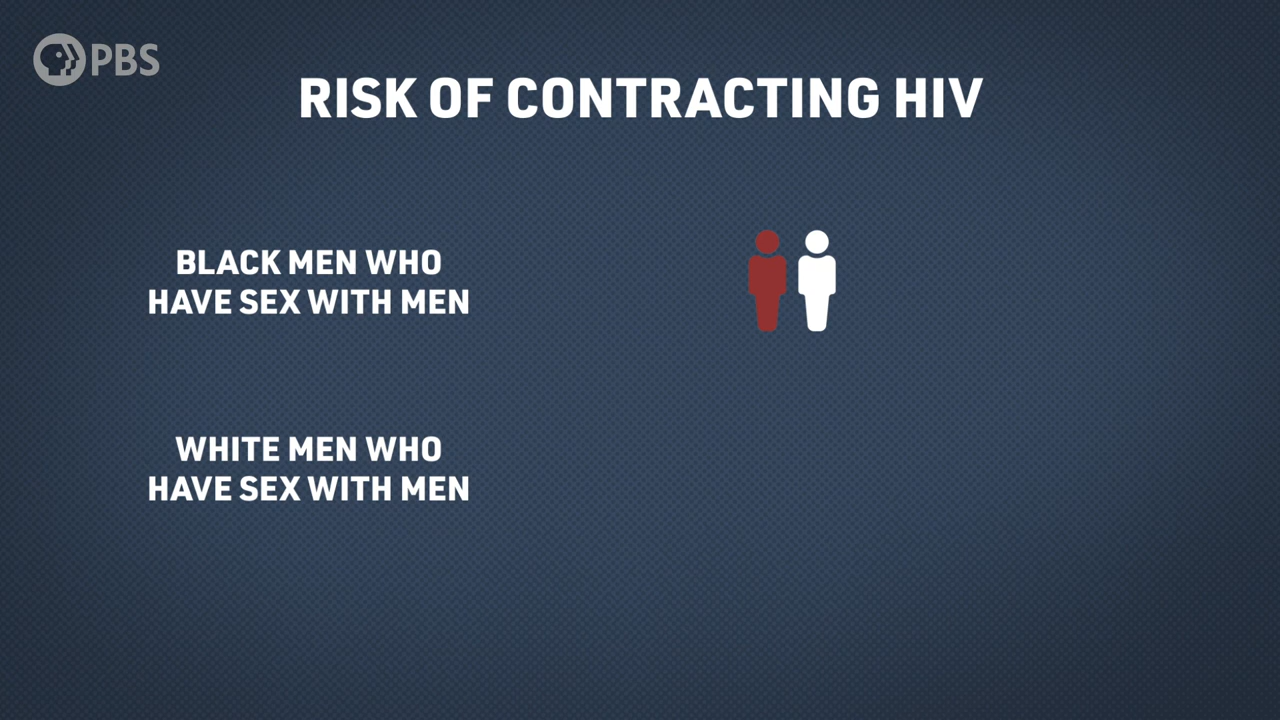 PBS
RISK OF CONTRACTING HIV
BLACK MEN WHO
HAVE SEX WITH MEN
WHITE MEN WHO
HAVE SEX WITH MEN